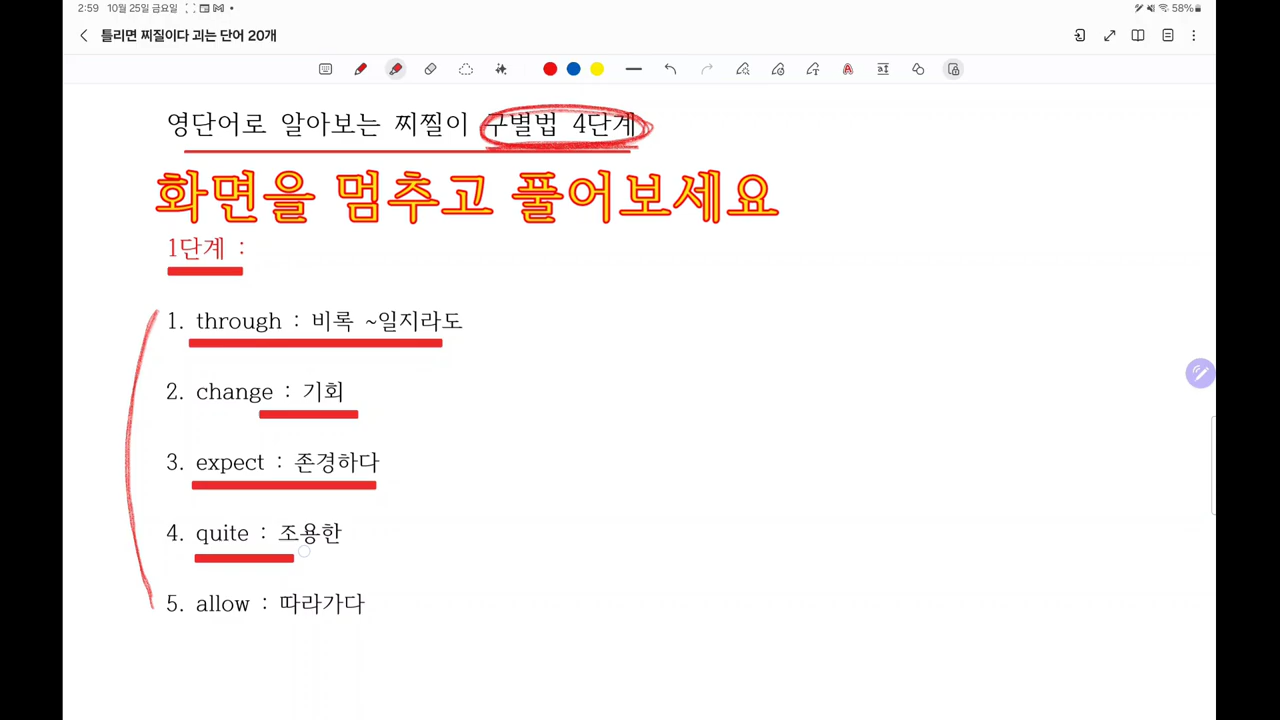 2:59 10월 25일 금요일
58%
틀리면 찌질이다 괴는 단어 20개
영단어로 알아보는 찌찔이 구별법 4단계
화면을 멈추고 풀어보세요
1단계 :
1. through : 비록 ~일지라도
2. change : 기회
3. expect : 존경하다
4. quite : 조용한
5. allow : 따라가다